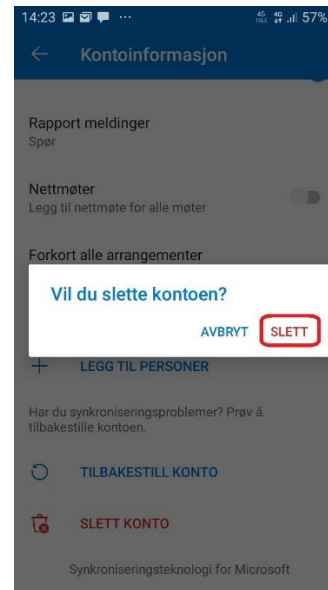 14:23 ... 57%
Kontoinformasjon
Rapport meldinger
Spør
Nettmøter
Legg til nettmøte for alle møter
Forkort alle arrangementer
Vil du slette kontoen?
AVBRYT SLETT
LEGG TIL PERSONER
Har du synkroniseringsproblemer? Prøv å
tilbakestille kontoen.
TILBAKESTILL KONTO
SLETT KONTO
Synkroniseringsteknologi for Microsoft